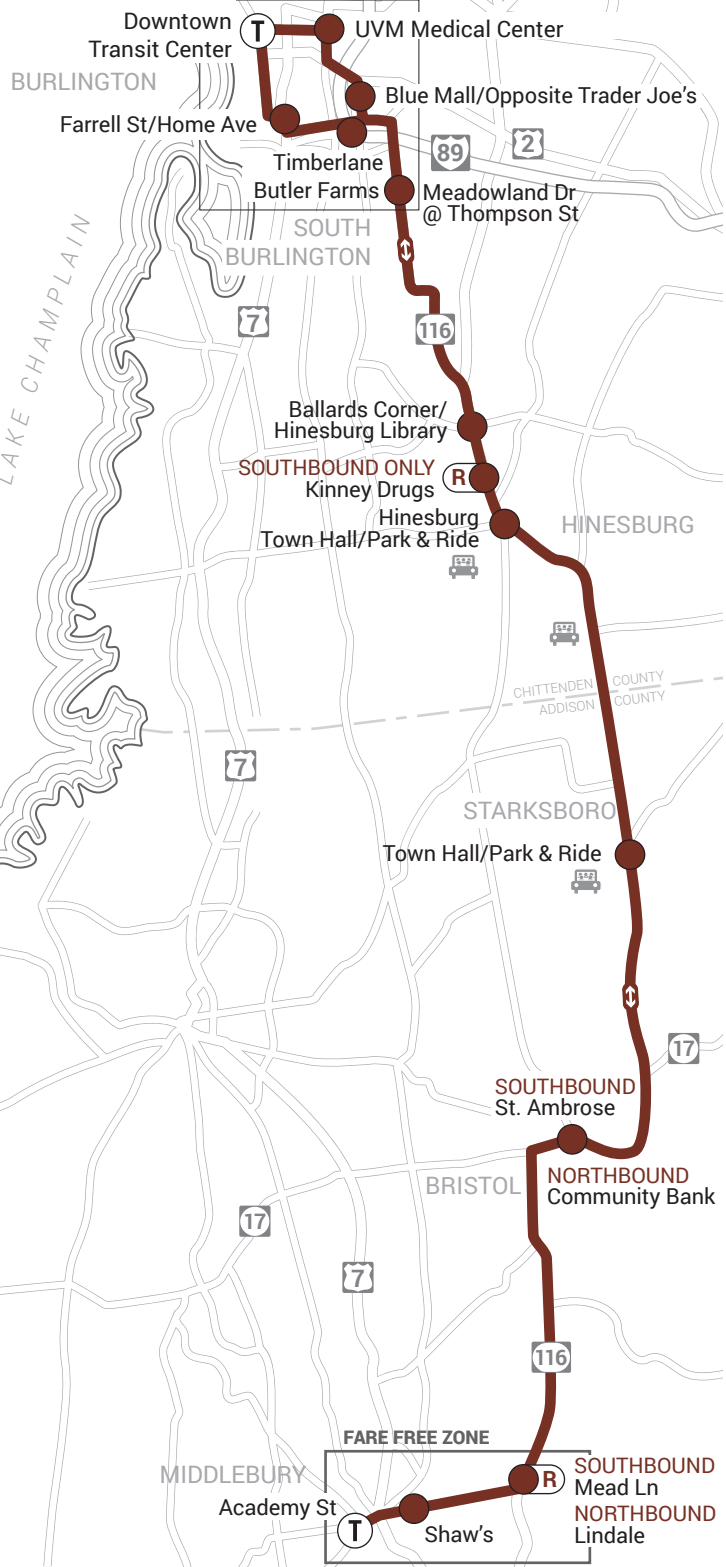 Downtown
Transit Center
T
UVM Medical Center
BURLINGTON
Blue Mall/Opposite Trader Joe's
Farrell St/Home Ave
Timberlane
89
2
Butler Farms
Meadowland Dr
@ Thompson St
SOUTH
BURLINGTON
LAKE CHAMPLAIN
7
116
Ballards Corner/
Hinesburg Library
SOUTHBOUND ONLY
Kinney Drugs
R
Hinesburg
Town Hall/Park & Ride
HINESBURG
CHITTENDEN COUNTY
ADDISON COUNTY
7
STARKSBORO
Town Hall/Park & Ride
17
SOUTHBOUND
St. Ambrose
BRISTOL
NORTHBOUND
Community Bank
17
7
116
FARE FREE ZONE
MIDDLEBURY
R
SOUTHBOUND
Mead Ln
NORTHBOUND
Lindale
Academy St
T
Shaw's